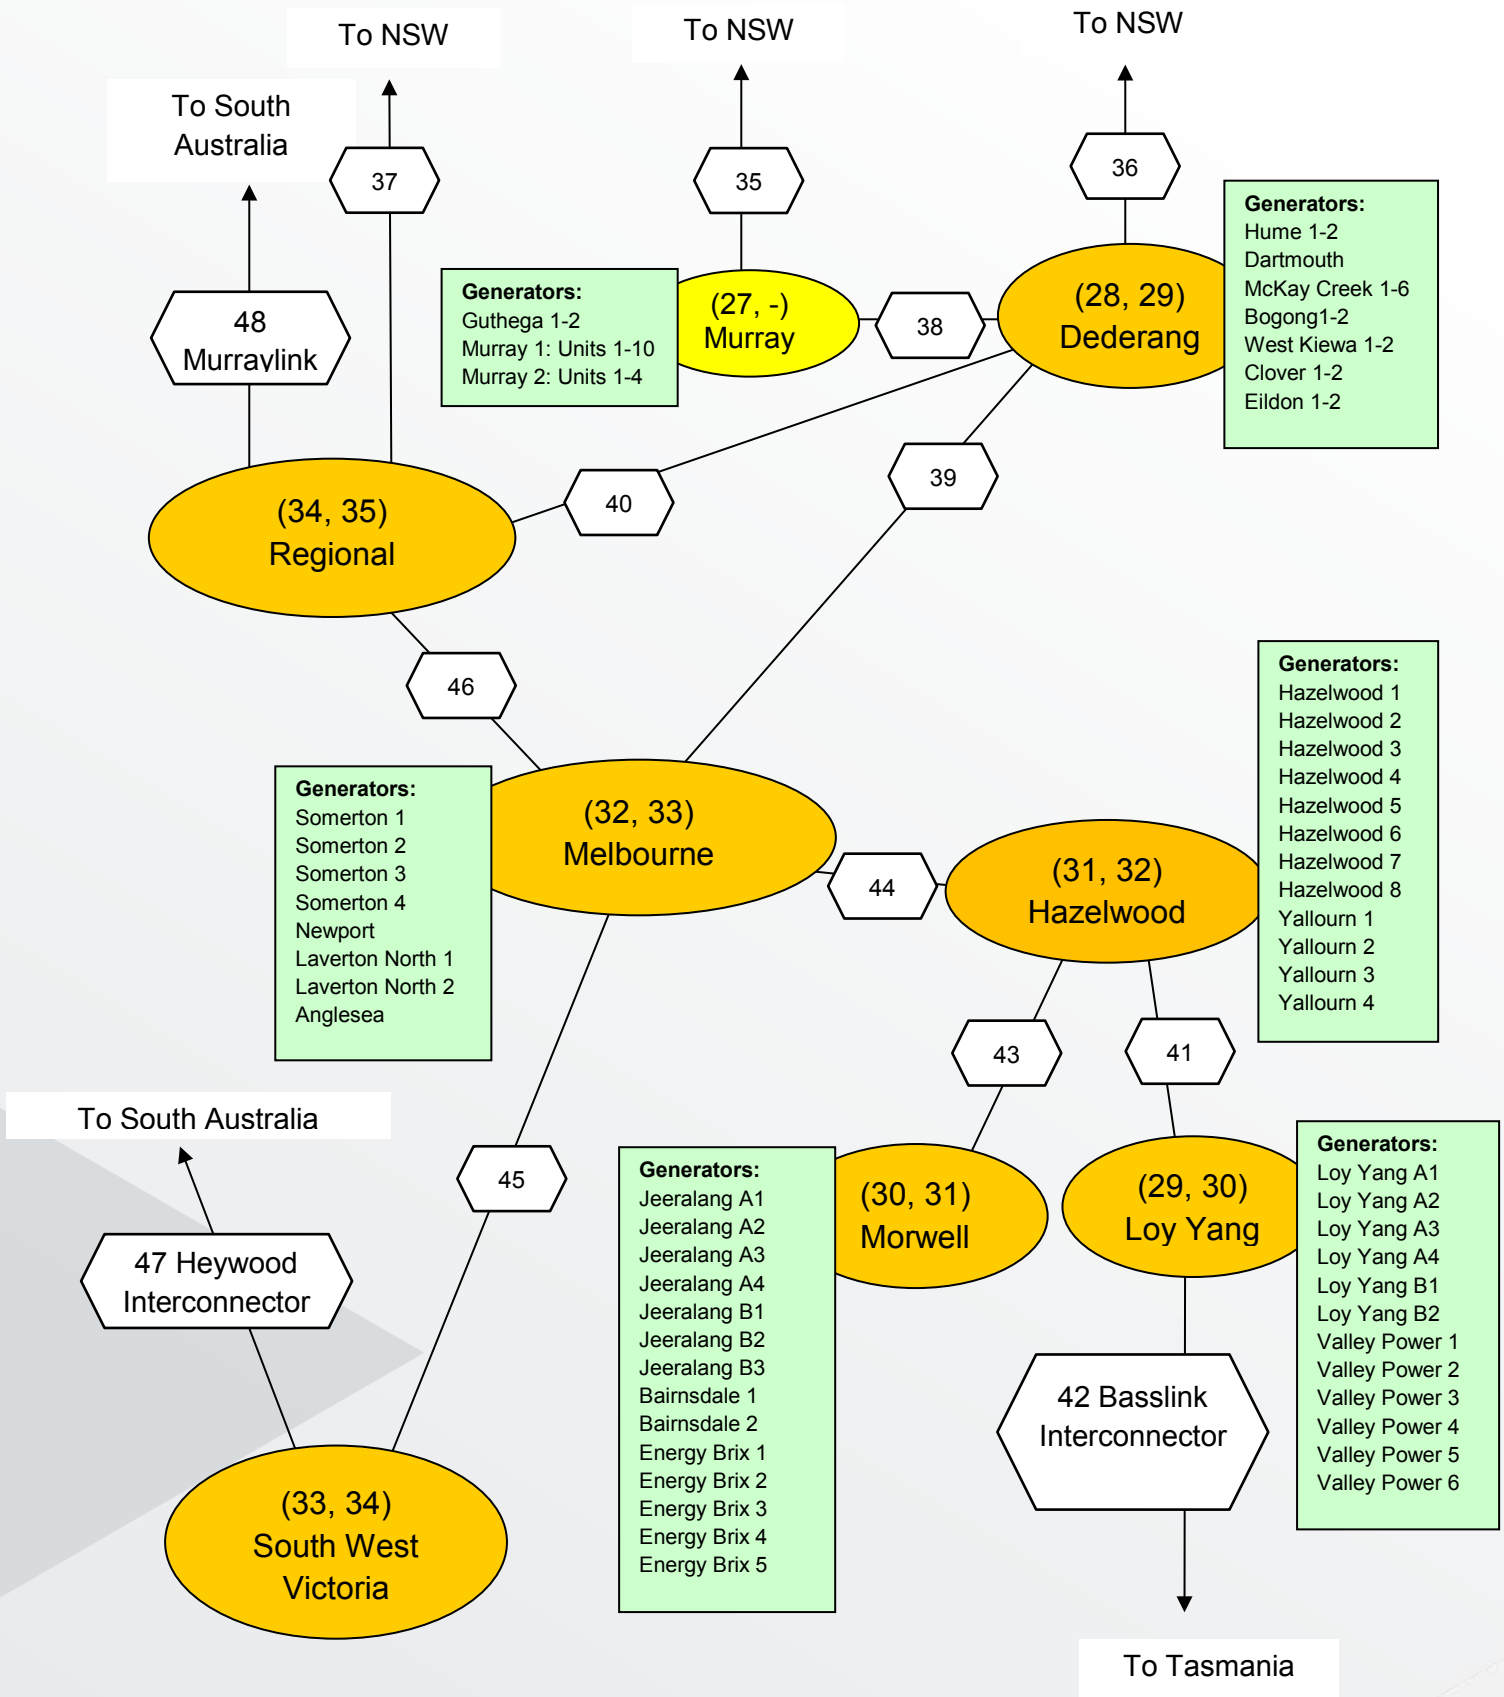 To NSW
To NSW
To NSW
To South
Australia
37
35
36
48
Murraylink
Generators:
Guthega 1-2
Murray 1: Units 1-10
Murray 2: Units 1-4
(27, -)
Murray
38
(28, 29)
Dederang
Generators:
Hume 1-2
Dartmouth
McKay Creek 1-6
Bogong1-2
West Kiewa 1-2
Clover 1-2
Eildon 1-2
(34, 35)
Regional
40
39
46
Generators:
Somerton 1
Somerton 2
Somerton 3
Somerton 4
Newport
Laverton North 1
Laverton North 2
Anglesea
(32, 33)
Melbourne
44
(31, 32)
Hazelwood
Generators:
Hazelwood 1
Hazelwood 2
Hazelwood 3
Hazelwood 4
Hazelwood 5
Hazelwood 6
Hazelwood 7
Hazelwood 8
Yallourn 1
Yallourn 2
Yallourn 3
Yallourn 4
43
41
To South Australia
45
47 Heywood
Interconnector
(33, 34)
South West
Victoria
Generators:
Jeeralang A1
Jeeralang A2
Jeeralang A3
Jeeralang A4
Jeeralang B1
Jeeralang B2
Jeeralang B3
Bairnsdale 1
Bairnsdale 2
Energy Brix 1
Energy Brix 2
Energy Brix 3
Energy Brix 4
Energy Brix 5
(30, 31)
Morwell
(29, 30)
Loy Yang
Generators:
Loy Yang A1
Loy Yang A2
Loy Yang A3
Loy Yang A4
Loy Yang B1
Loy Yang B2
Valley Power 1
Valley Power 2
Valley Power 3
Valley Power 4
Valley Power 5
Valley Power 6
42 Basslink
Interconnector
To Tasmania